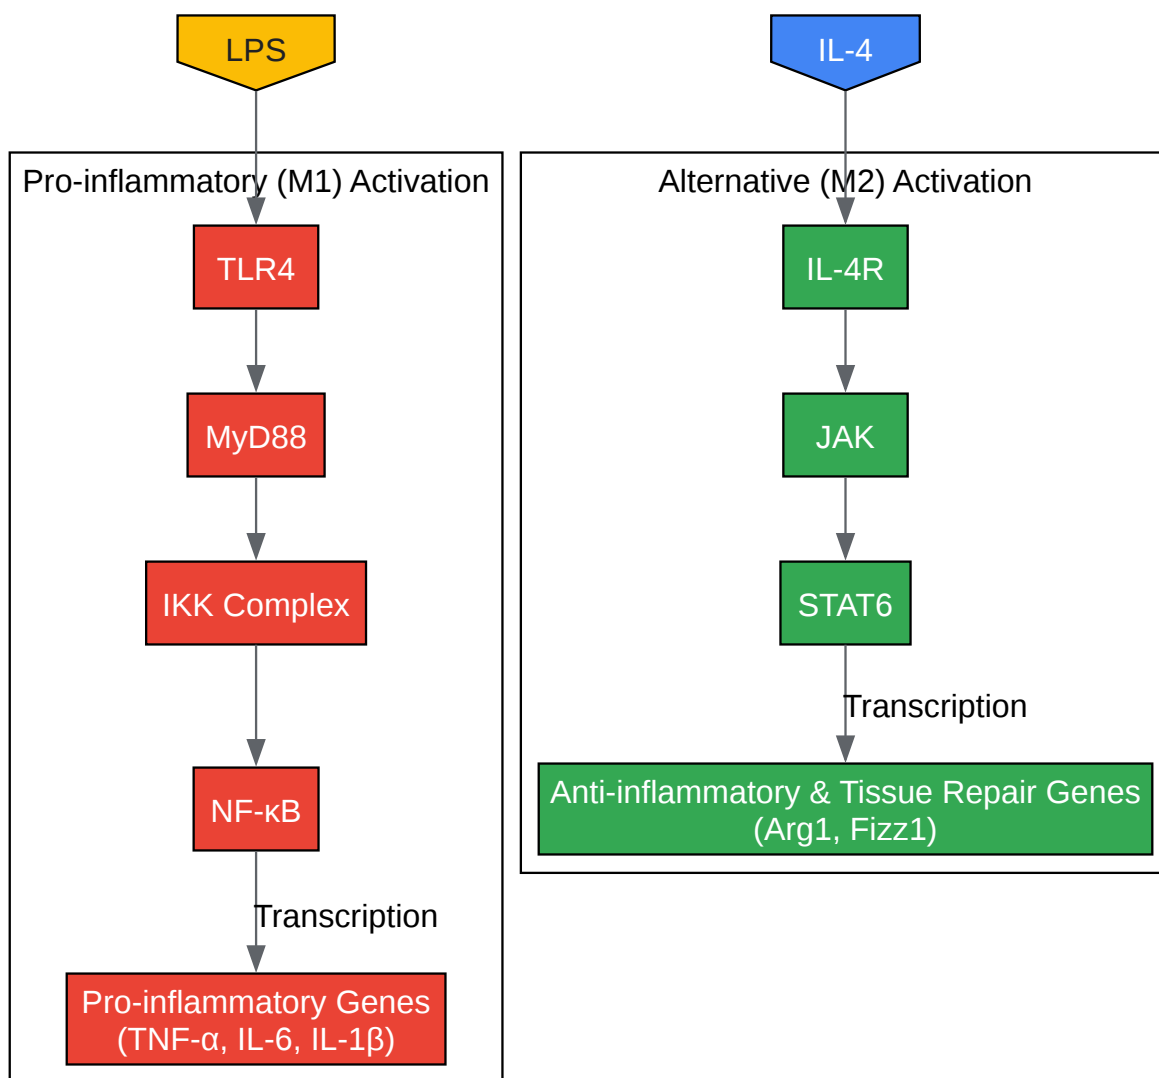 LPS
IL-4
Pro-inflammatory (M1) Activation
Alternative (M2) Activation
TLR4
IL-4R
MyD88
JAK
IKK Complex
STAT6
Transcription
NF-κB
Anti-inflammatory & Tissue Repair Genes
(Arg1, Fizz1)
Transcription
Pro-inflammatory Genes
(TNF-α, IL-6, IL-1β)